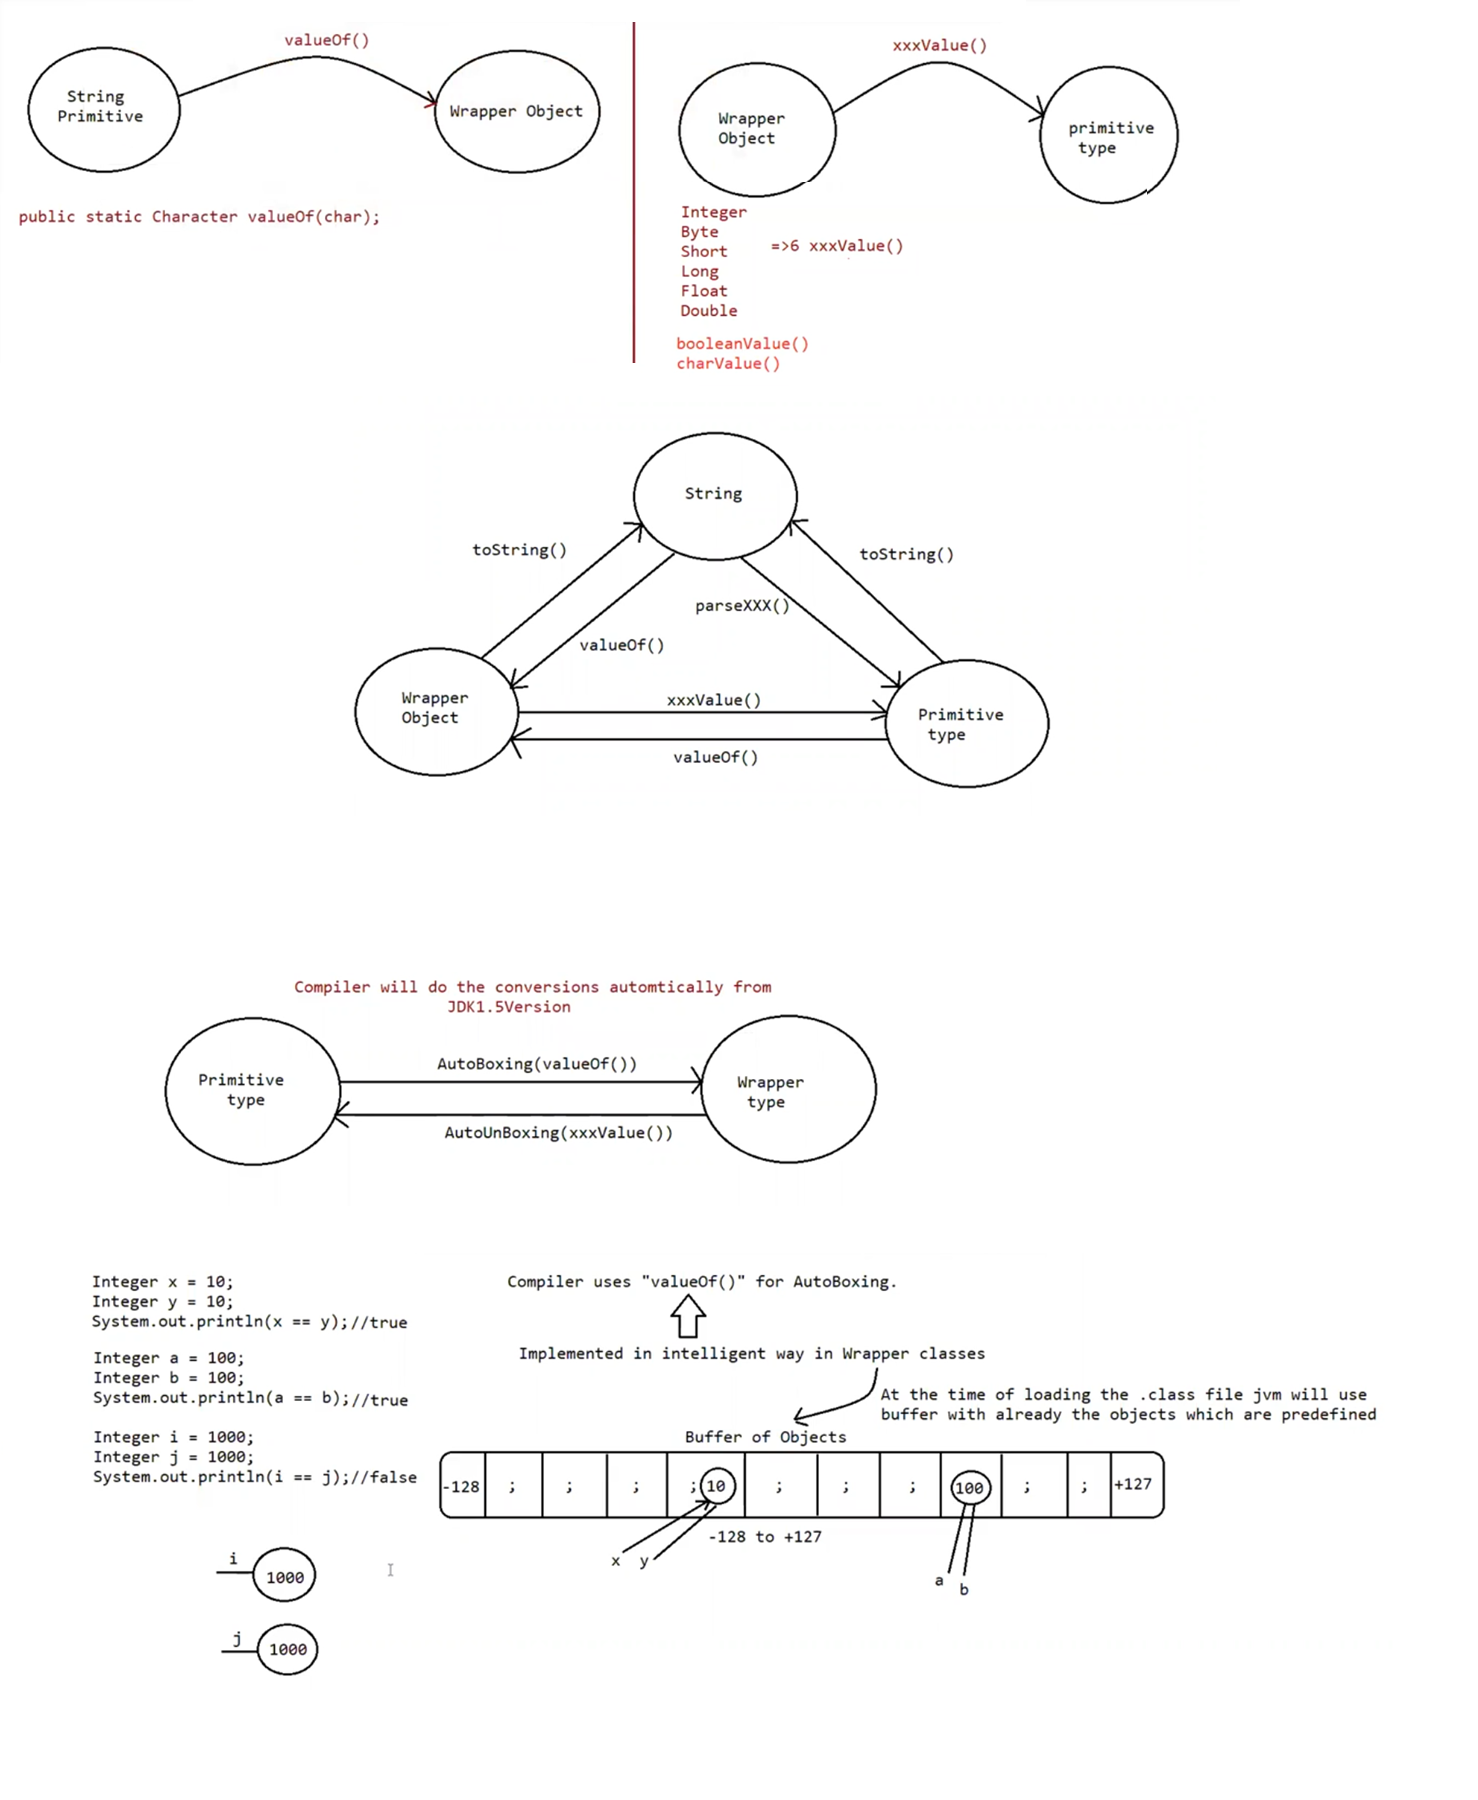 valueOf()
String
Primitive
Wrapper Object
public static Character valueOf(char);
xxxValue()
Wrapper
Object
primitive
type
Integer
Byte
Short
=>6 xxxValue()
Long
Float
Double
booleanValue()
charValue()
String
toString()
toString()
parseXXX()
valueOf()
Wrapper
Object
xxxValue()
Primitive
type
valueOf()
Compiler will do the conversions automtically from
JDK1.5Version
AutoBoxing(valueOf())
Primitive
type
Wrapper
type
AutoUnBoxing(xxxValue())
Integer x = 10;
Integer y = 10;
System.out.println(x == y);//true
Integer a = 100;
Integer b = 100;
System.out.println(a == b);//true
Integer i = 1000;
Integer j = 1000;
System.out.println(i == j);//false
Compiler uses "valueOf()" for AutoBoxing.
Implemented in intelligent way in Wrapper classes
At the time of loading the .class file jvm will use
buffer with already the objects which are predefined
Buffer of Objects
-128 ; ; ; ; 10 ; ; ; 100 ; ; +127
-128 to +127
x y
a b
i 1000
j 1000